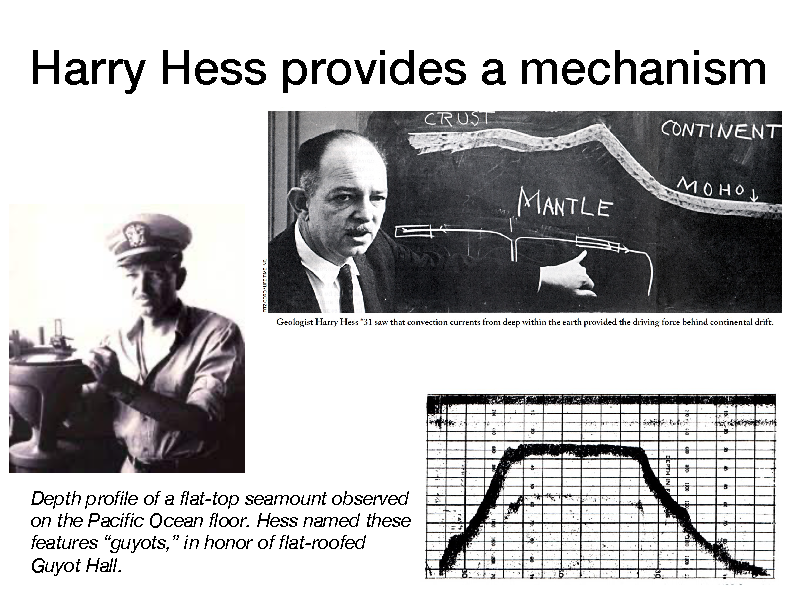 Harry Hess provides a mechanism
CRUST
CONTINENT
MOHO↓
MANTLE
Geologist Harry Hess '31 saw that convection currents from deep within the earth provided the driving force behind continental drift.
Depth profile of a flat-top seamount observed
on the Pacific Ocean floor. Hess named these
features “guyots,” in honor of flat-roofed
Guyot Hall.